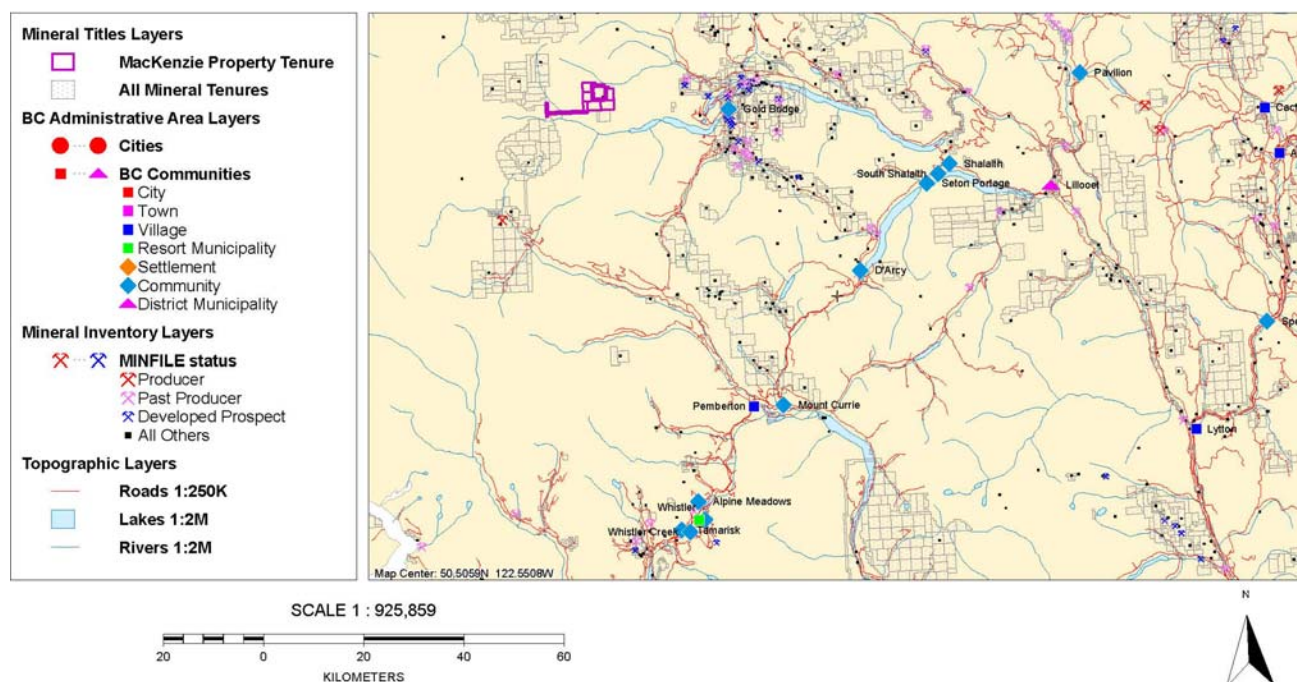 Mineral Titles Layers
MacKenzie Property Tenure
All Mineral Tenures
BC Administrative Area Layers
Cities
BC Communities
City
Town
Village
Resort Municipality
Settlement
Community
District Municipality
Mineral Inventory Layers
MINFILE status
Producer
Past Producer
Developed Prospect
All Others
Topographic Layers
Roads 1:250K
Lakes 1:2M
Rivers 1:2M
Pavilion
Gold Bridge
Cac
A
Shalalth
South Shalalth
Seton Portage
Lillooet
D'Arcy
Spe
Pemberton
Mount Currie
Lytton
Alpine Meadows
Whistler
Whistler Creek
Tamarisk
Map Center: 50.5059N 122.5508W
SCALE 1 : 925,859
20 0 20 40 60
KILOMETERS
N